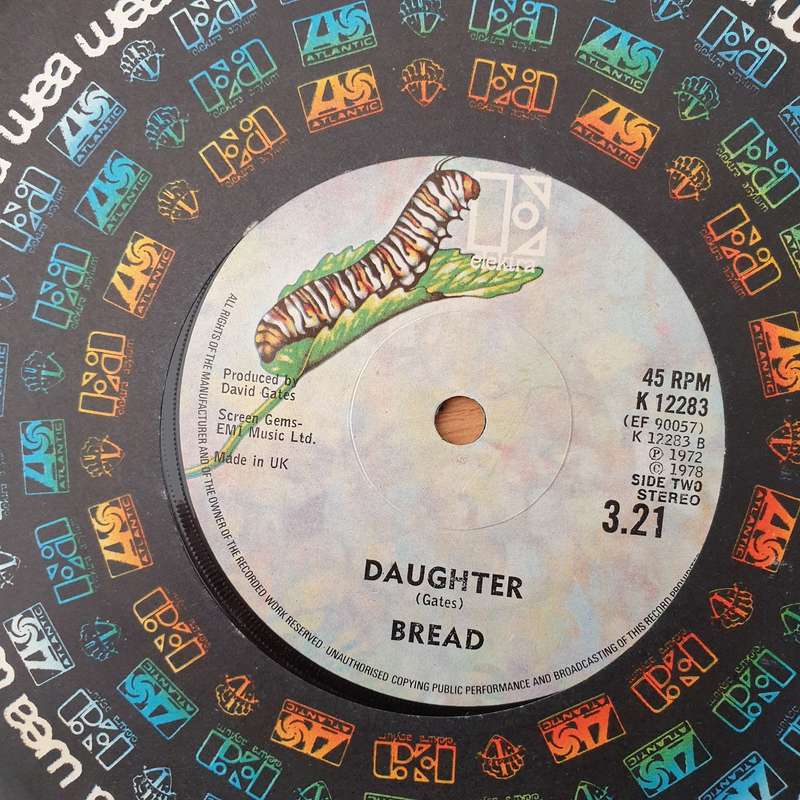 wea wea
ATLANTIC
elektra
ALL RIGHTS OF THE MANUFACTURER AND OF THE OWNER OF THE RECORDED WORK RESERVED. UNAUTHORISED COPYING PUBLIC PERFORMANCE AND BROADCASTING OF THIS RECORD
Produced by
David Gates
Screen Gems-
EMI Music Ltd.
Made in UK
45 RPM
K 12283
(EF 90057)
K 12283 B
Ⓟ 1972
© 1978
SIDE TWO
STEREO
3.21
DAUGHTER
(Gates)
BREAD